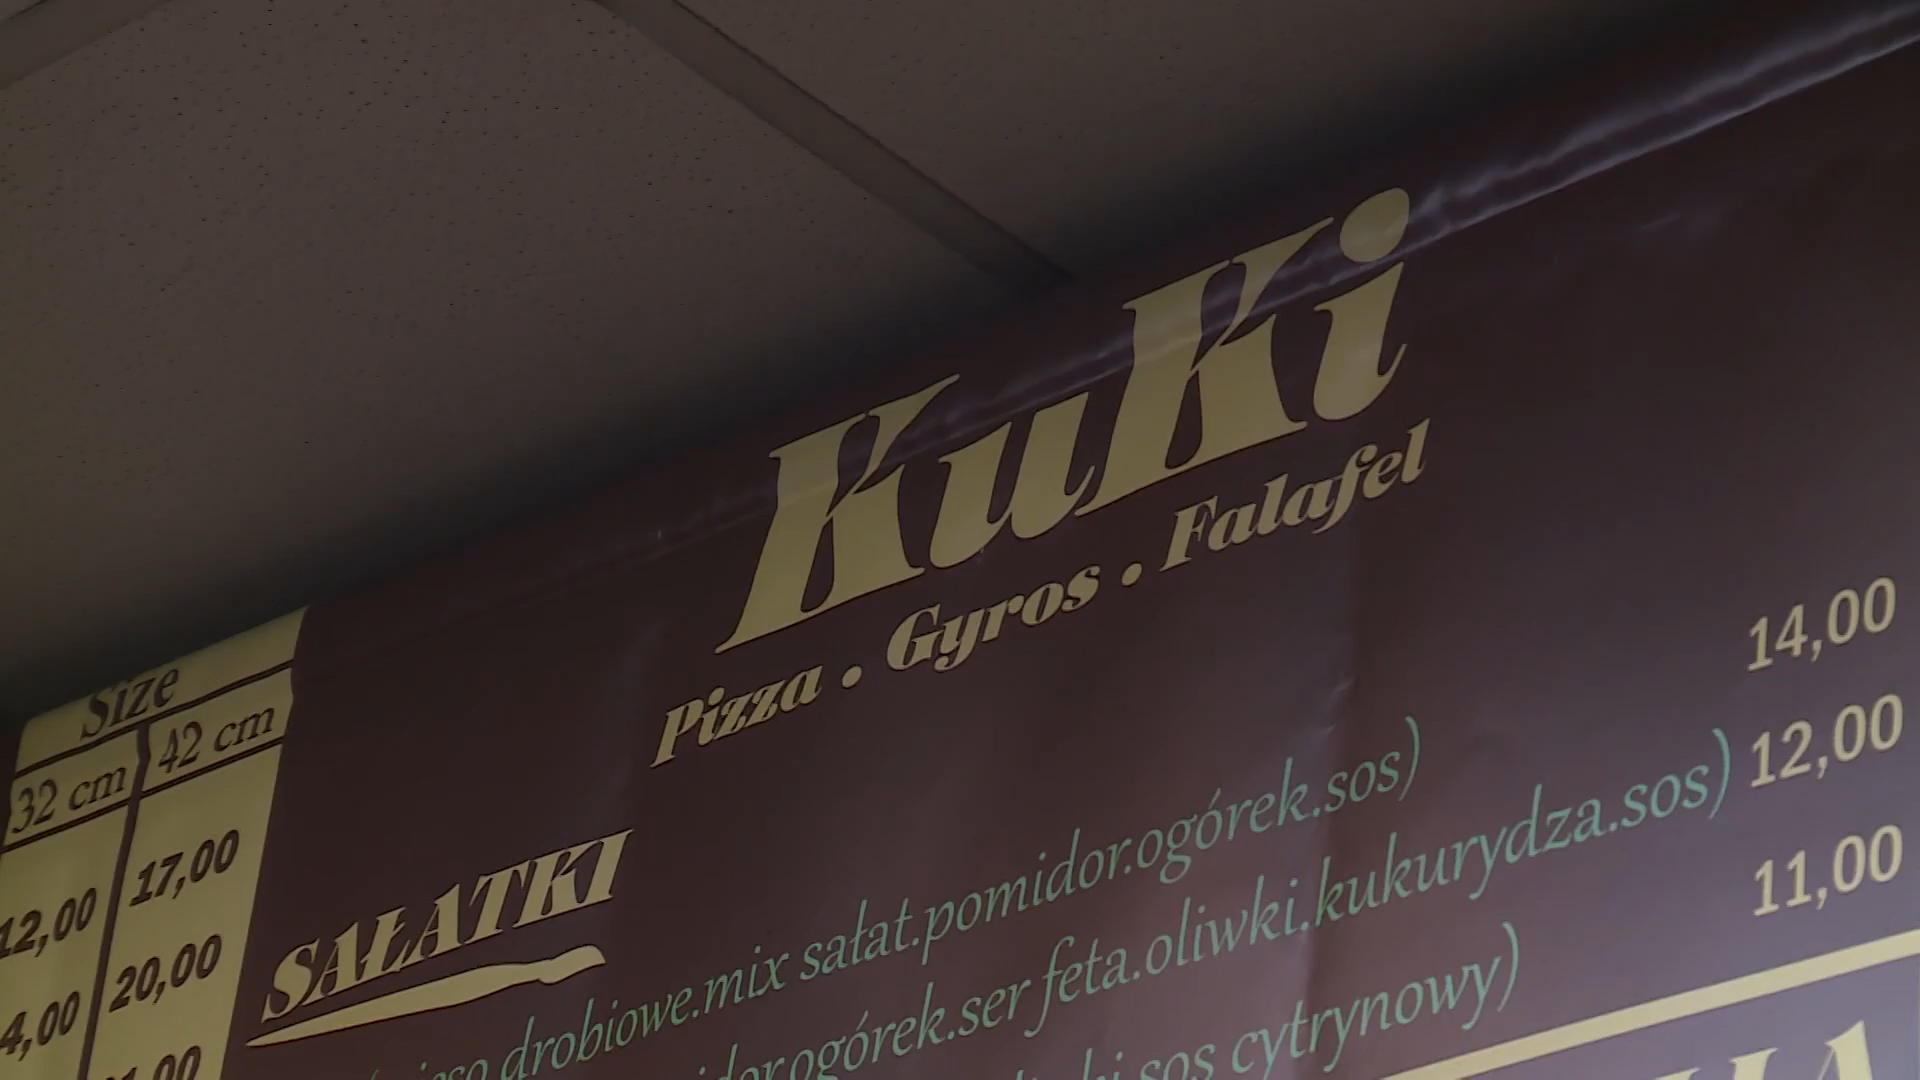 KuKi
Pizza . Gyros . Falafel
Size
32 cm 42 cm
12,00 17,00
4,00 20,00
SAŁATKI
drobiowe.mix sałat.pomidor.ogórek.sos) 14,00
ogórek.ser feta.oliwki.kukurydza.sos) 12,00
sos cytrynowy) 11,00